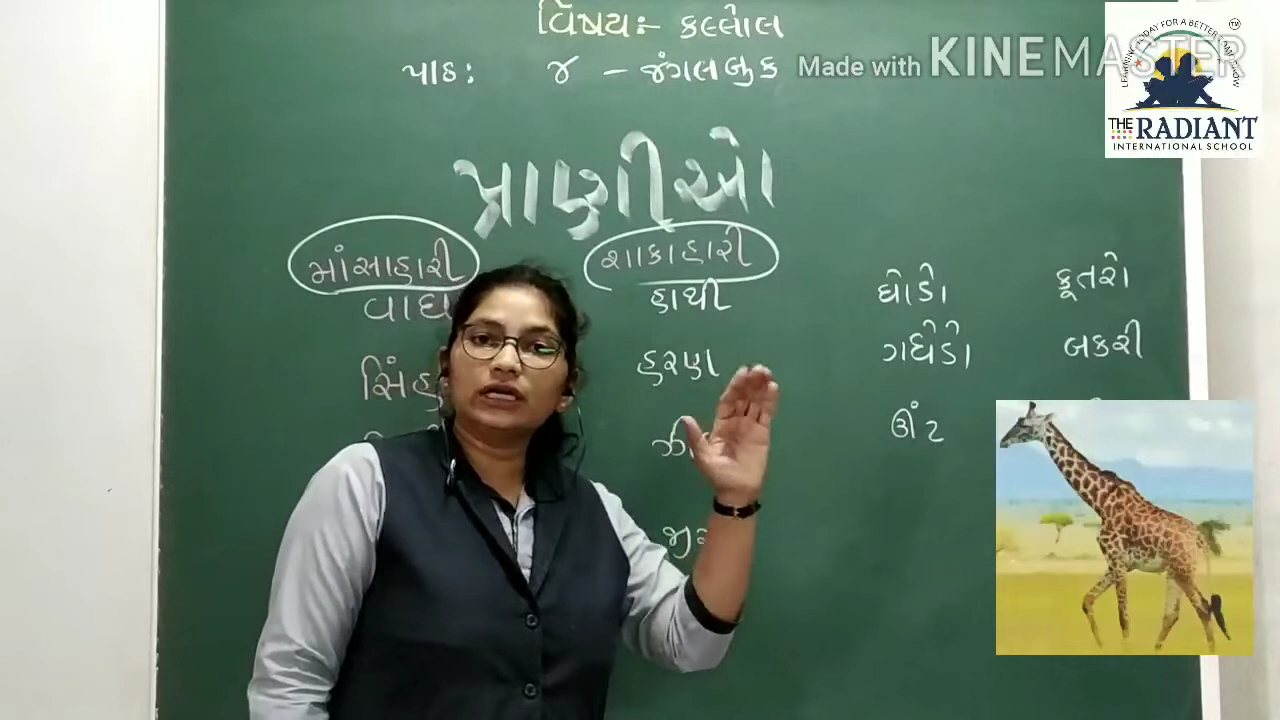 વિષય:- કલ્લોલ
પાઠ: ૪ - જંગલબુક
Made with KINEMASTER
LEARNING TODAY FOR A BETTER TOMORROW
TM
THE RADIANT
INTERNATIONAL SCHOOL
પ્રાણીઓ
માંસાહારી શાકાહારી
વાઘ હાથી ઘોડો કૂતરો
સિંહ હરણ ગધેડો બકરી
ઊંટ